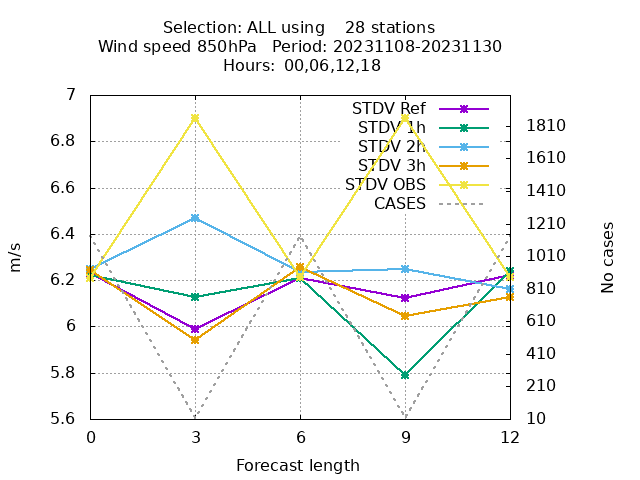 Selection: ALL using    28 stations
Wind speed 850hPa   Period: 20231108-20231130
Hours:  00,06,12,18
7
6.8
6.6
6.4
6.2
6
5.8
5.6
m/s
STDV Ref
STDV 1h
STDV 2h
STDV 3h
STDV OBS
CASES
1810
1610
1410
1210
1010
810
610
410
210
10
No cases
0 3 6 9 12
Forecast length